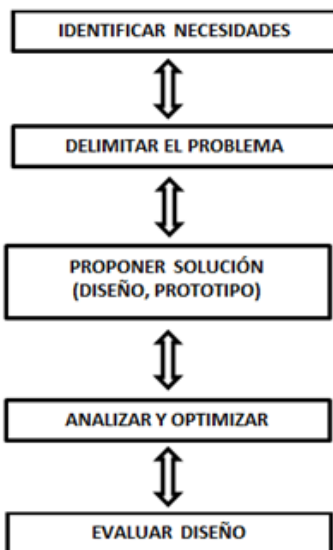 IDENTIFICAR NECESIDADES
DELIMITAR EL PROBLEMA
PROPONER SOLUCIÓN
(DISEÑO, PROTOTIPO)
ANALIZAR Y OPTIMIZAR
EVALUAR DISEÑO